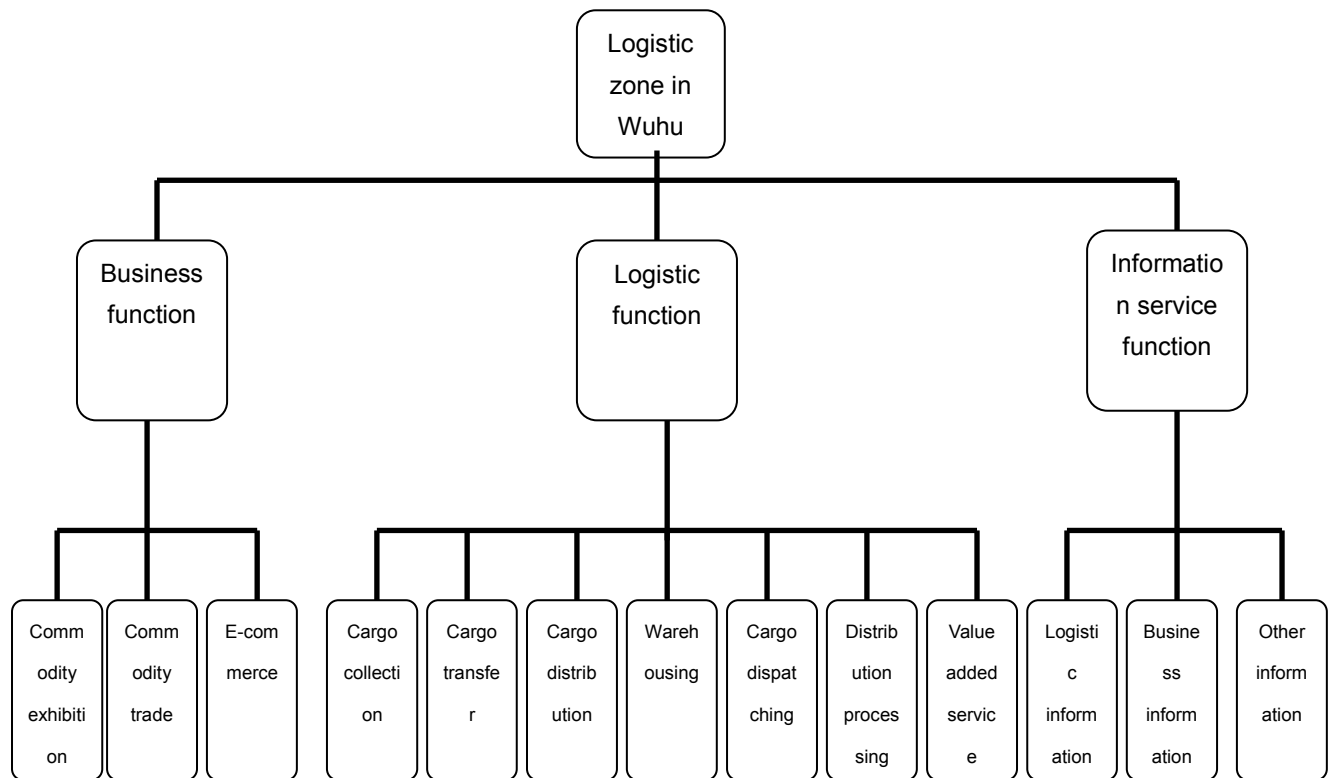 Logistic
zone in
Wuhu
Business
function
Logistic
function
Informatio
n service
function
Comm
odity
exhibiti
on
Comm
odity
trade
E-com
merce
Cargo
collecti
on
Cargo
transfe
r
Cargo
distrib
ution
Wareh
ousing
Cargo
dispat
ching
Distrib
ution
proces
sing
Value
added
servic
e
Logisti
c
inform
ation
Busine
ss
inform
ation
Other
inform
ation